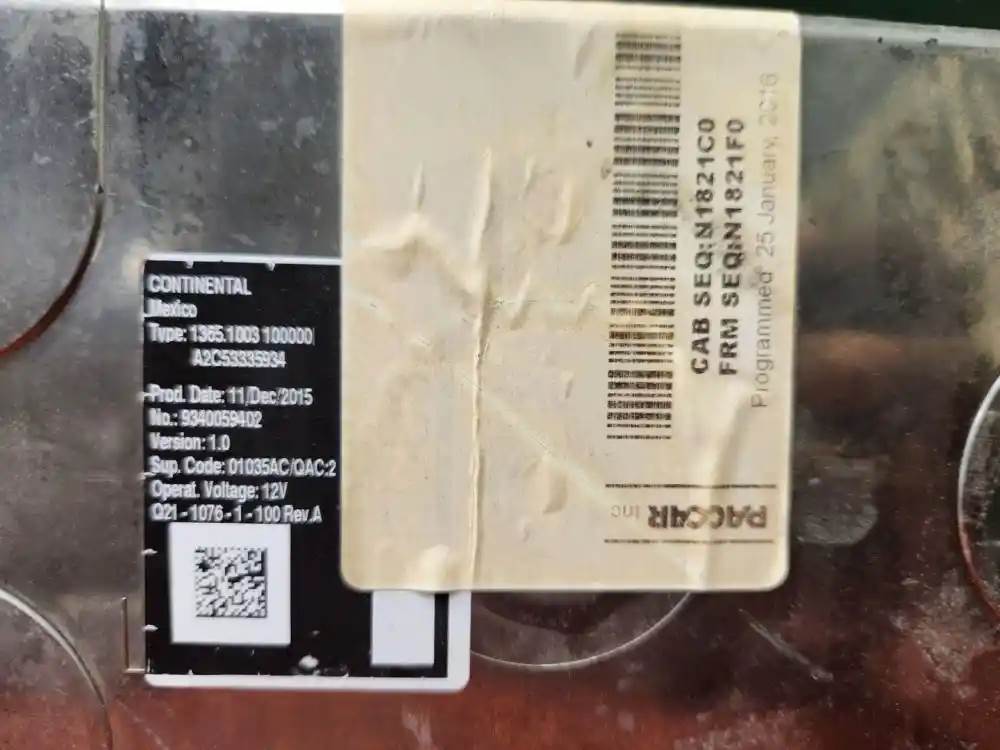 CONTINENTAL
Mexico
Type: 1365.1003 100000
A2C53335934
Prod. Date: 11/Dec/2015
No.: 9340059402
Version: 1.0
Sup. Code: 01035AC/QAC:2
Operat. Voltage: 12V
Q21-1076-1-100 Rev.A
CAB SEQ:N1821C0
FRM SEQ:N1821F0
Programmed 25 January, 2016
PACCAR Inc